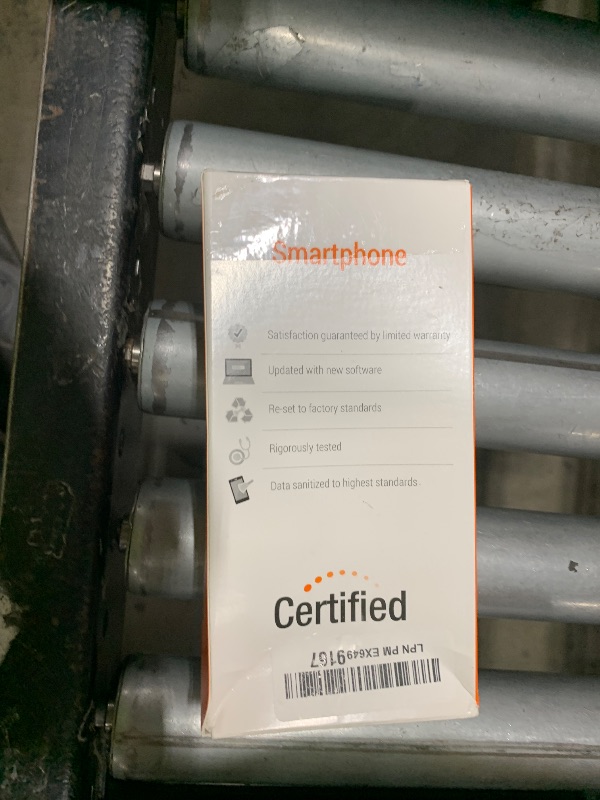 Smartphone
Satisfaction guaranteed by limited warranty
Updated with new software
Re-set to factory standards
Rigorously tested
Data sanitized to highest standards
Certified
LPN PM EX6499167